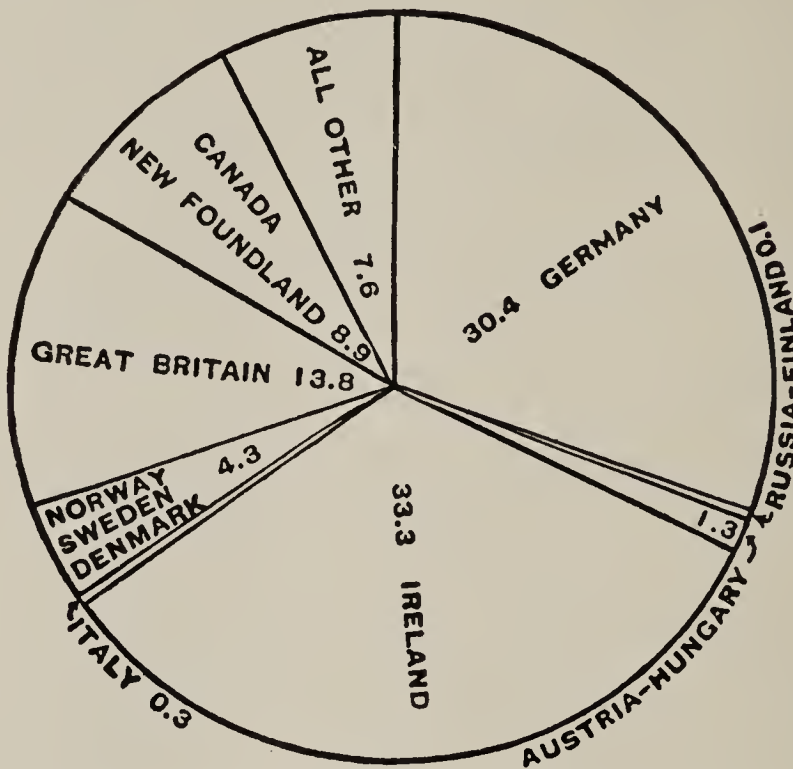 30.4 GERMANY
RUSSIA-FINLAND 0.1
1.3
AUSTRIA-HUNGARY
33.3 IRELAND
ITALY 0.3
NORWAY
SWEDEN
DENMARK
4.3
GREAT BRITAIN 13.8
CANADA
NEW FOUNDLAND 8.9
ALL OTHER 7.6